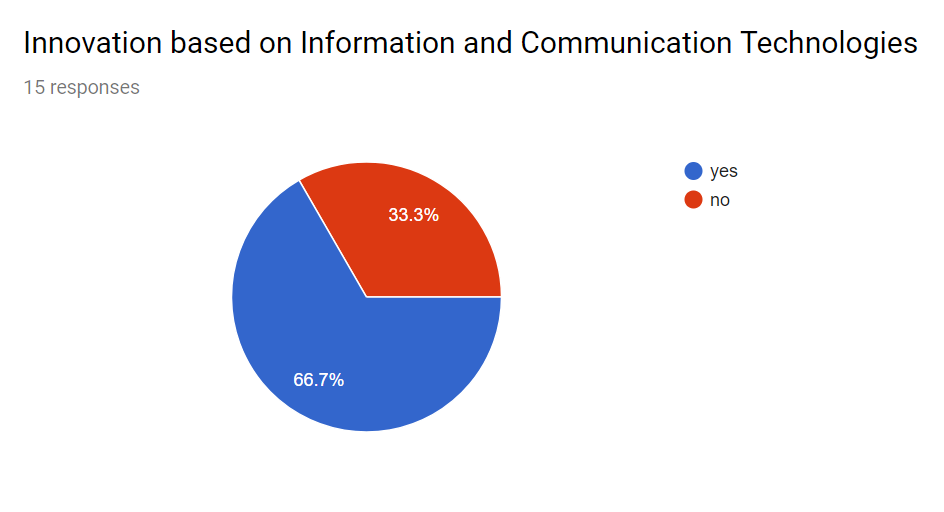 Innovation based on Information and Communication Technologies
15 responses
yes
no
33.3%
66.7%